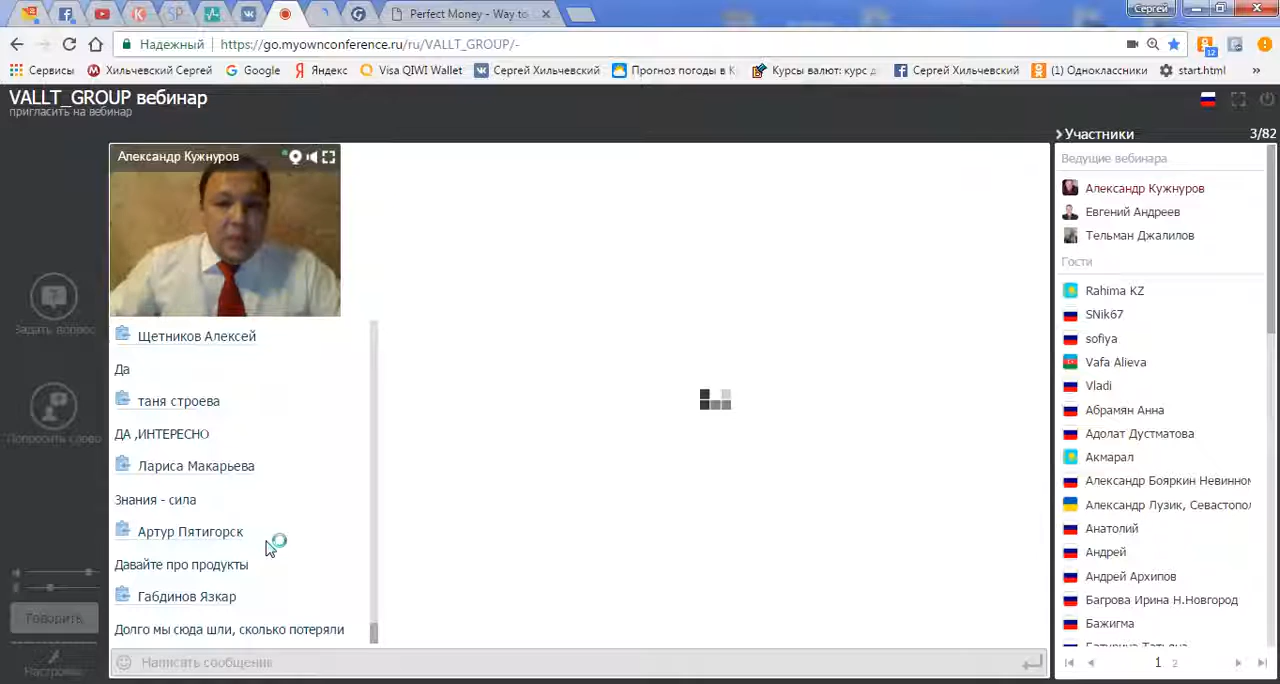 Perfect Money - Way to
Сергей
Надежный
https://go.myownconference.ru/ru/VALLT_GROUP/-
12
Сервисы
Хильчевский Сергей
Google
Яндекс
Visa QIWI Wallet
Сергей Хильчевский
Прогноз погоды в К
Курсы валют: курс д
Сергей Хильчевский
(1) Одноклассники
start.html
»
VALLT_GROUP вебинар
пригласить на вебинар
Участники
3/82
Александр Кужнуров
Ведущие вебинара
Александр Кужнуров
Евгений Андреев
Тельман Джалилов
Гости
Rahima KZ
SNik67
sofiya
Vafa Alieva
Vladi
Абрамян Анна
Адолат Дустматова
Акмарал
Александр Бояркин Невинном
Александр Лузик, Севастопол
Анатолий
Андрей
Андрей Архипов
Багрова Ирина Н.Новгород
Бажигма
Батурина Татьяна
1 2
Задать вопрос
Попросить слово
Говорить
Настройки
Щетников Алексей
Да
таня строева
ДА ,ИНТЕРЕСНО
Лариса Макарьева
Знания - сила
Артур Пятигорск
Давайте про продукты
Габдинов Язкар
Долго мы сюда шли, сколько потеряли
Написать сообщение